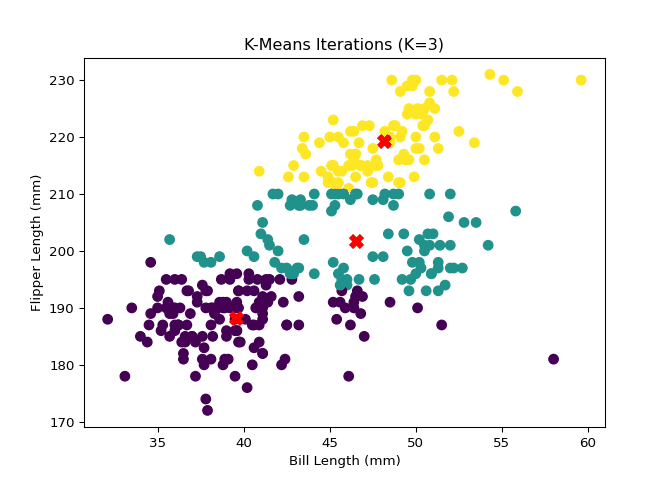 K-Means Iterations (K=3)
230
220
210
200
190
180
170
Flipper Length (mm)
35 40 45 50 55 60
Bill Length (mm)